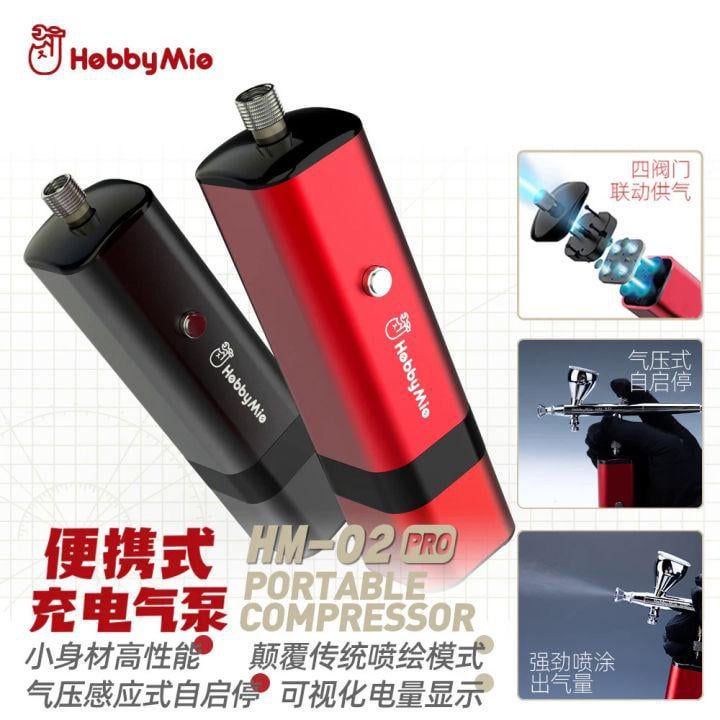 HobbyMio
HobbyMio
HobbyMio
四阀门
联动供气
气压式
自启停
强劲喷涂
出气量
便携式
充电气泵
HM-02 PRO
PORTABLE
COMPRESSOR
小身材高性能
颠覆传统喷绘模式
气压感应式自启停
可视化电量显示